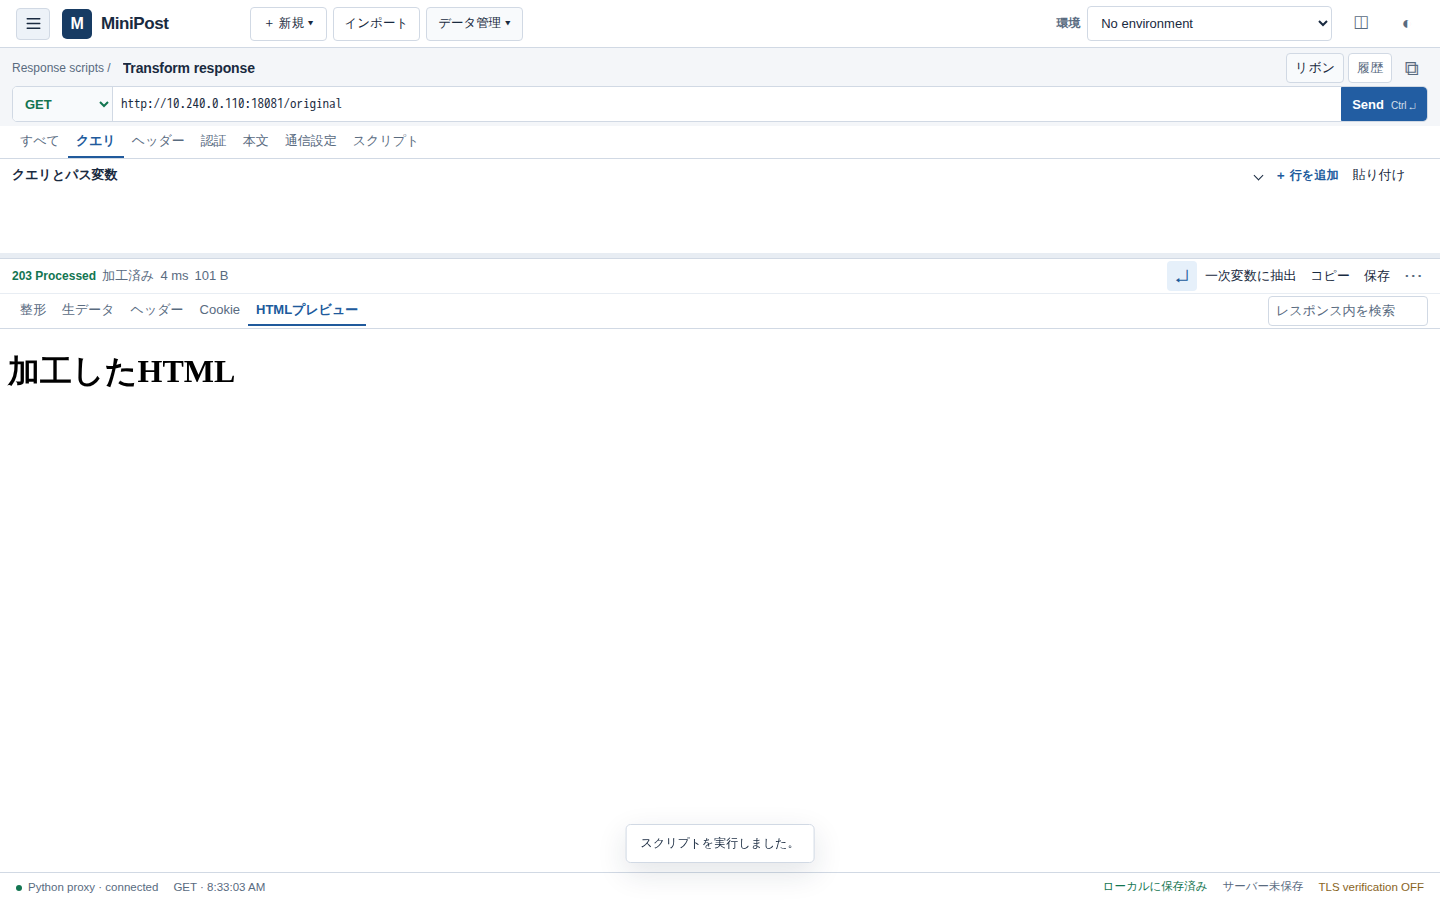 M MiniPost ＋ 新規 ▾ インポート データ管理 ▾ 環境 No environment
Response scripts / Transform response リボン 履歴
GET http://10.240.0.110:18081/original Send Ctrl ↵
すべて クエリ ヘッダー 認証 本文 通信設定 スクリプト
クエリとパス変数 + 行を追加 貼り付け
203 Processed 加工済み 4 ms 101 B 一次変数に抽出 コピー 保存 ···
整形 生データ ヘッダー Cookie HTMLプレビュー レスポンス内を検索
加工したHTML
スクリプトを実行しました。
Python proxy · connected GET · 8:33:03 AM ローカルに保存済み サーバー未保存 TLS verification OFF